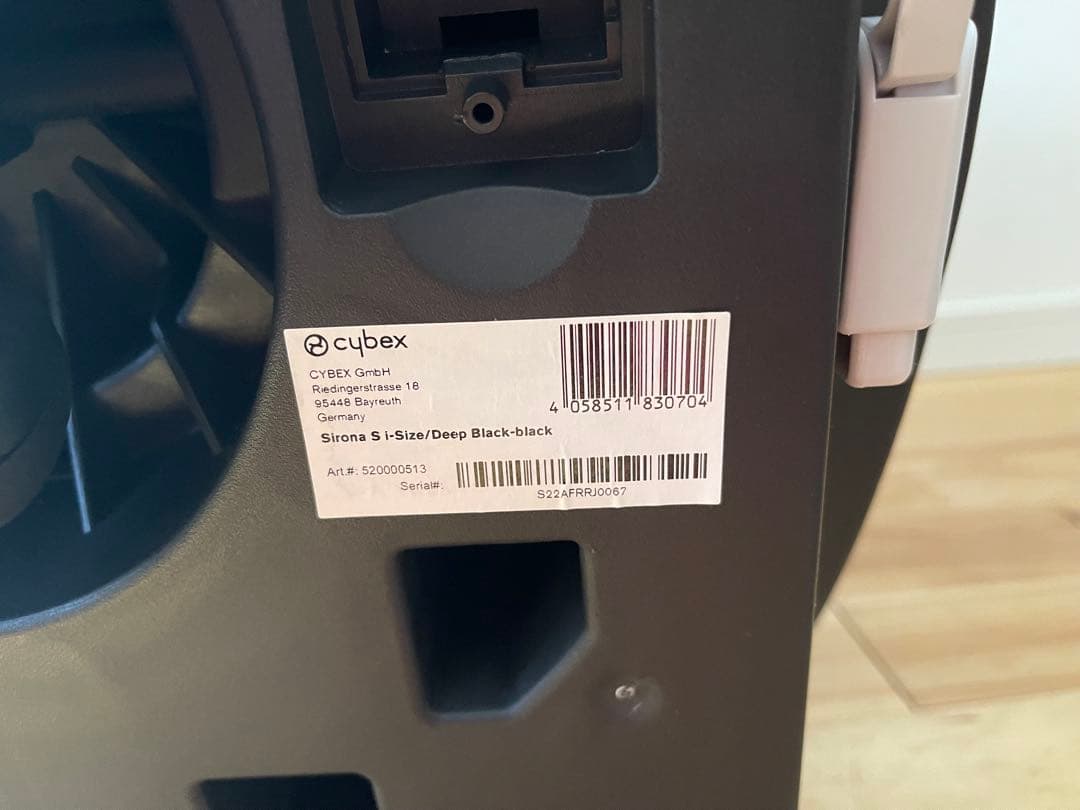 cybex
CYBEX GmbH
Riedingerstrasse 18
95448 Bayreuth
Germany
4 058511 830704
Sirona S i-Size/Deep Black-black
Art.#: 520000513
Serial#:
S22AFRRJ0067